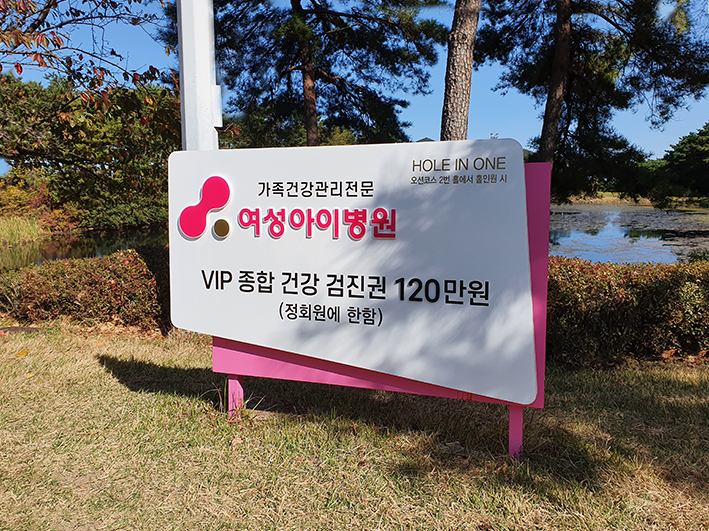 HOLE IN ONE
오션코스 2번 홀에서 홀인원 시
가족건강관리전문
여성아이병원
VIP 종합 건강 검진권 120만원
(정회원에 한함)